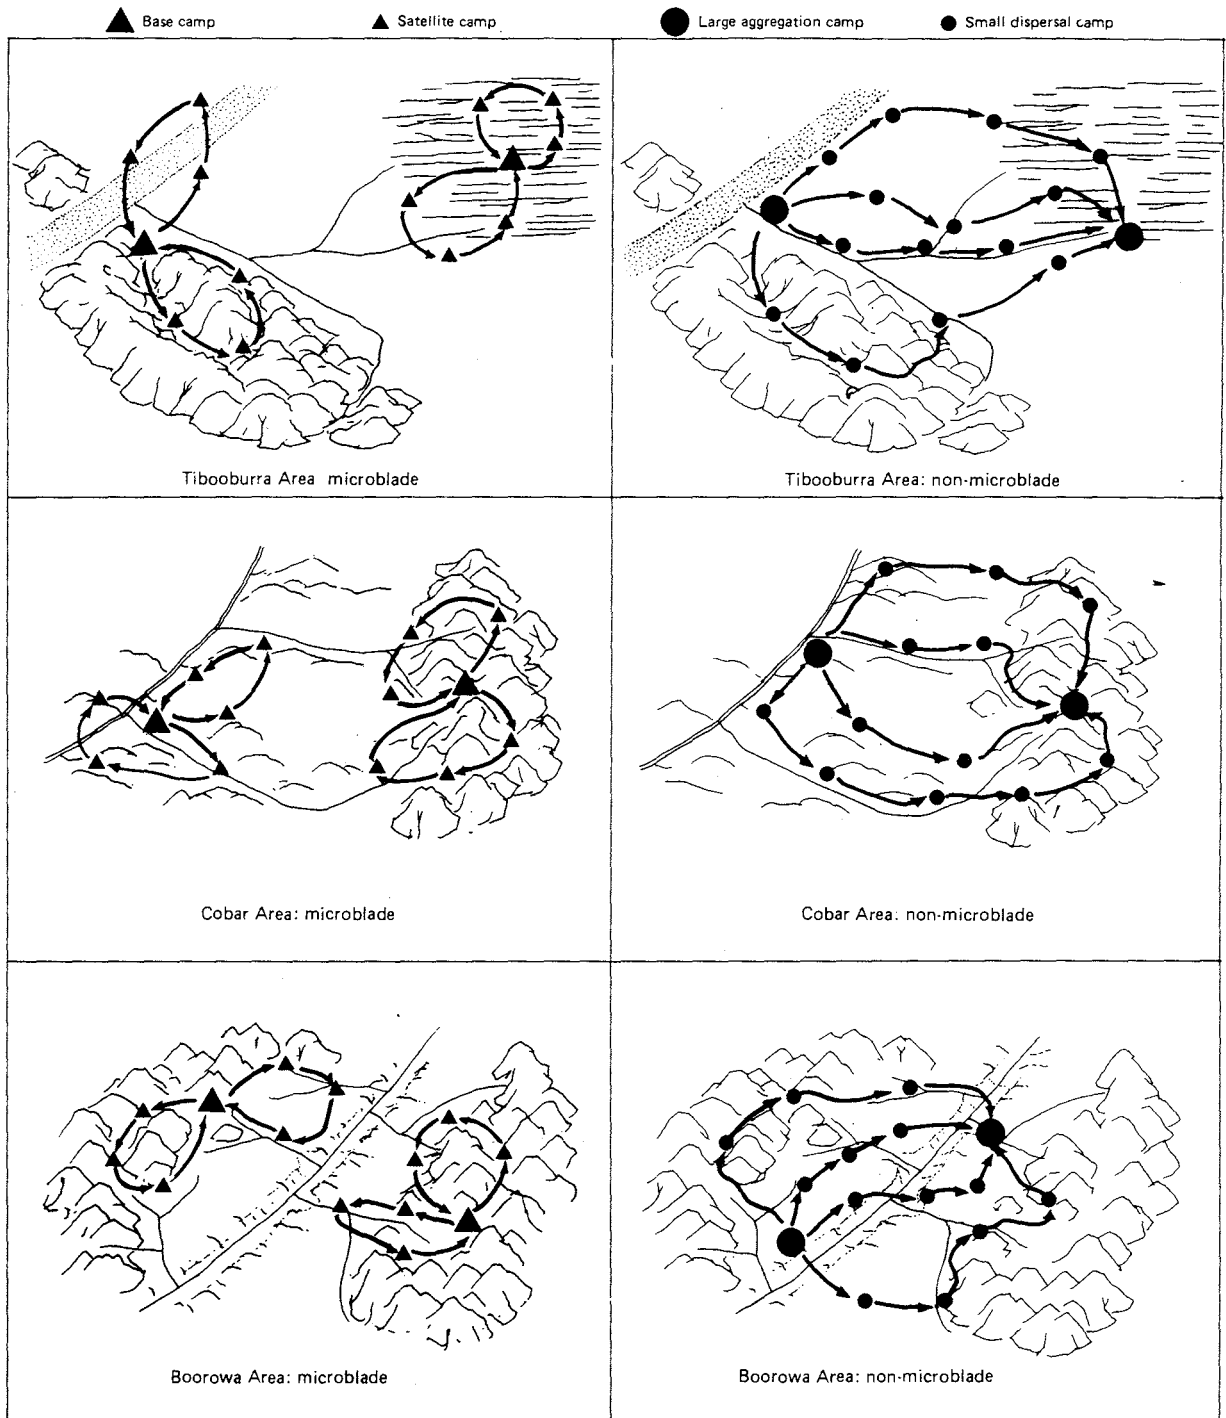 Base camp
Satellite camp
Large aggregation camp
Small dispersal camp
Tibooburra Area microblade
Tibooburra Area: non-microblade
Cobar Area: microblade
Cobar Area: non-microblade
Boorowa Area: microblade
Boorowa Area: non-microblade